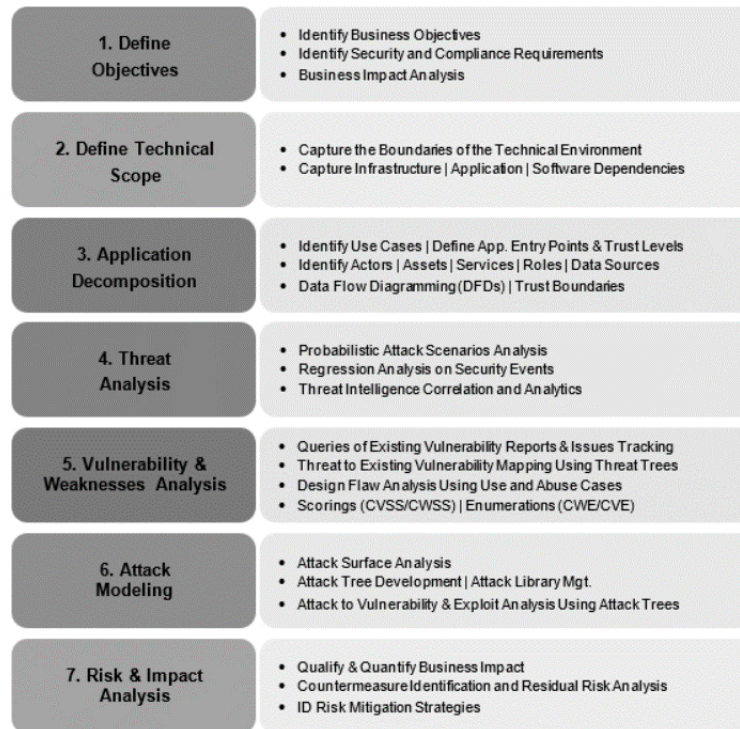 1. Define
Objectives
• Identify Business Objectives
• Identify Security and Compliance Requirements
• Business Impact Analysis
2. Define Technical
Scope
• Capture the Boundaries of the Technical Environment
• Capture Infrastructure | Application | Software Dependencies
3. Application
Decomposition
• Identify Use Cases | Define App. Entry Points & Trust Levels
• Identify Actors | Assets | Services | Roles | Data Sources
• Data Flow Diagramming (DFDs) | Trust Boundaries
4. Threat
Analysis
• Probabilistic Attack Scenarios Analysis
• Regression Analysis on Security Events
• Threat Intelligence Correlation and Analytics
5. Vulnerability &
Weaknesses Analysis
• Queries of Existing Vulnerability Reports & Issues Tracking
• Threat to Existing Vulnerability Mapping Using Threat Trees
• Design Flaw Analysis Using Use and Abuse Cases
• Scorings (CVSS/CWSS) | Enumerations (CWE/CVE)
6. Attack
Modeling
• Attack Surface Analysis
• Attack Tree Development | Attack Library Mgt.
• Attack to Vulnerability & Exploit Analysis Using Attack Trees
7. Risk & Impact
Analysis
• Qualify & Quantify Business Impact
• Countermeasure Identification and Residual Risk Analysis
• ID Risk Mitigation Strategies